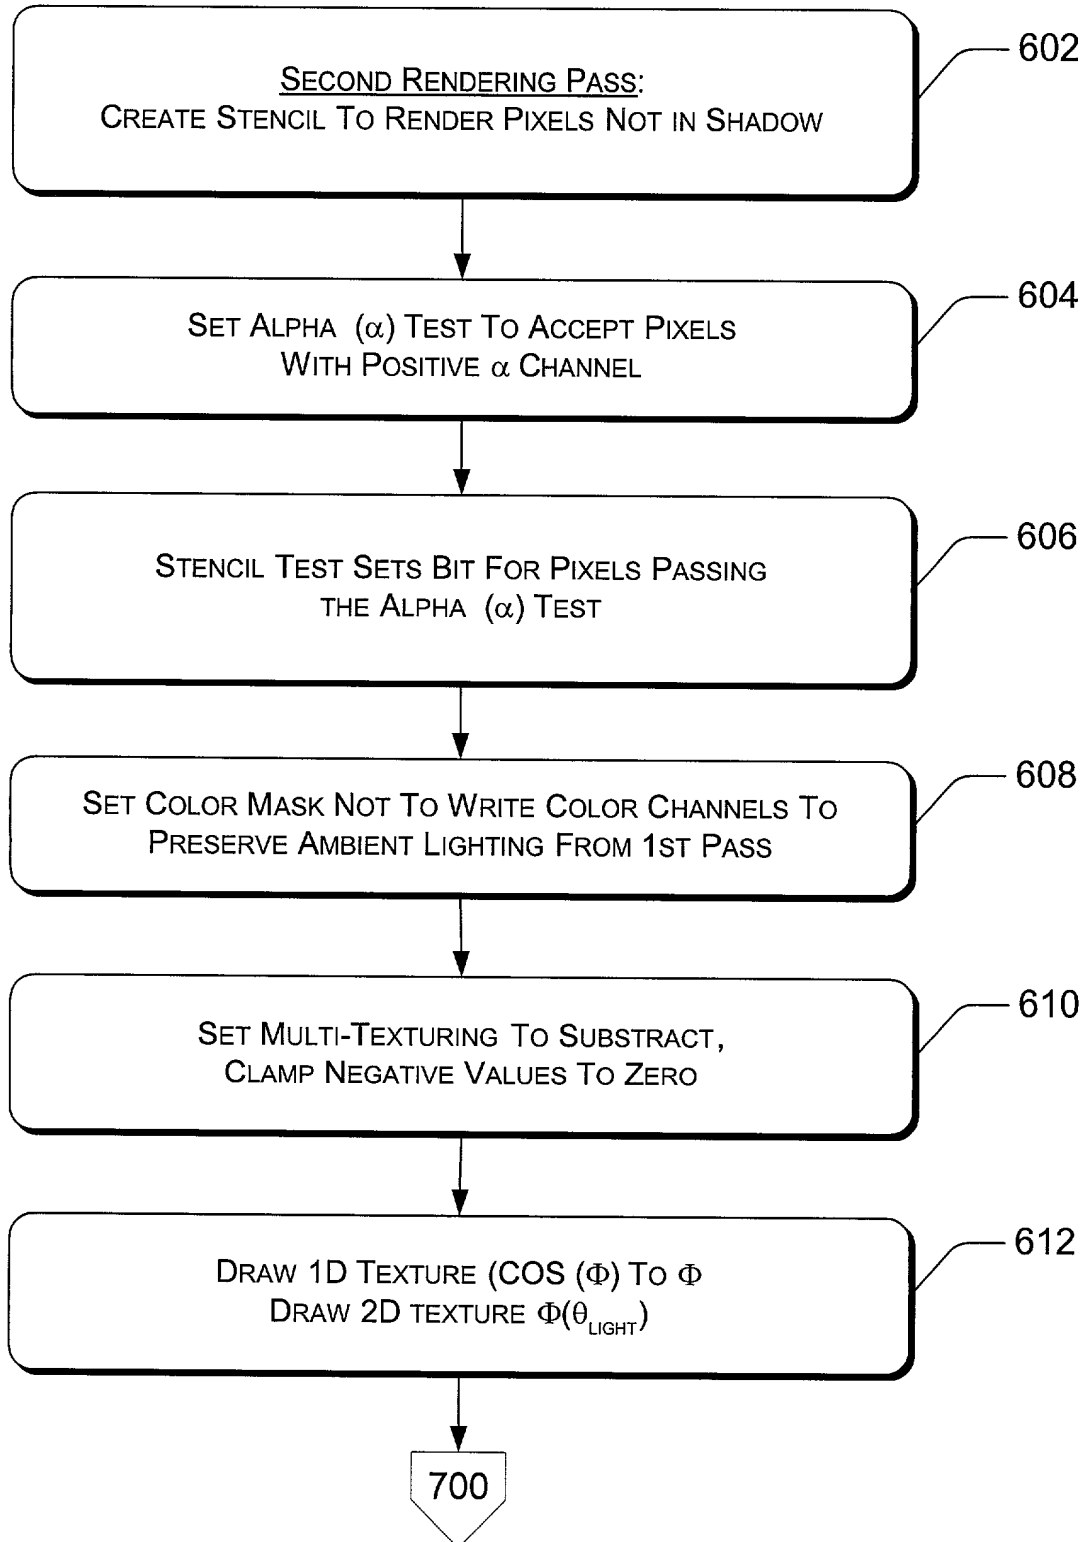 SECOND RENDERING PASS:
CREATE STENCIL TO RENDER PIXELS NOT IN SHADOW
602
SET ALPHA (α) TEST TO ACCEPT PIXELS
WITH POSITIVE α CHANNEL
604
STENCIL TEST SETS BIT FOR PIXELS PASSING
THE ALPHA (α) TEST
606
SET COLOR MASK NOT TO WRITE COLOR CHANNELS TO
PRESERVE AMBIENT LIGHTING FROM 1ST PASS
608
SET MULTI-TEXTURING TO SUBSTRACT,
CLAMP NEGATIVE VALUES TO ZERO
610
DRAW 1D TEXTURE (COS (Φ) TO Φ
DRAW 2D TEXTURE Φ(θLIGHT)
612
700